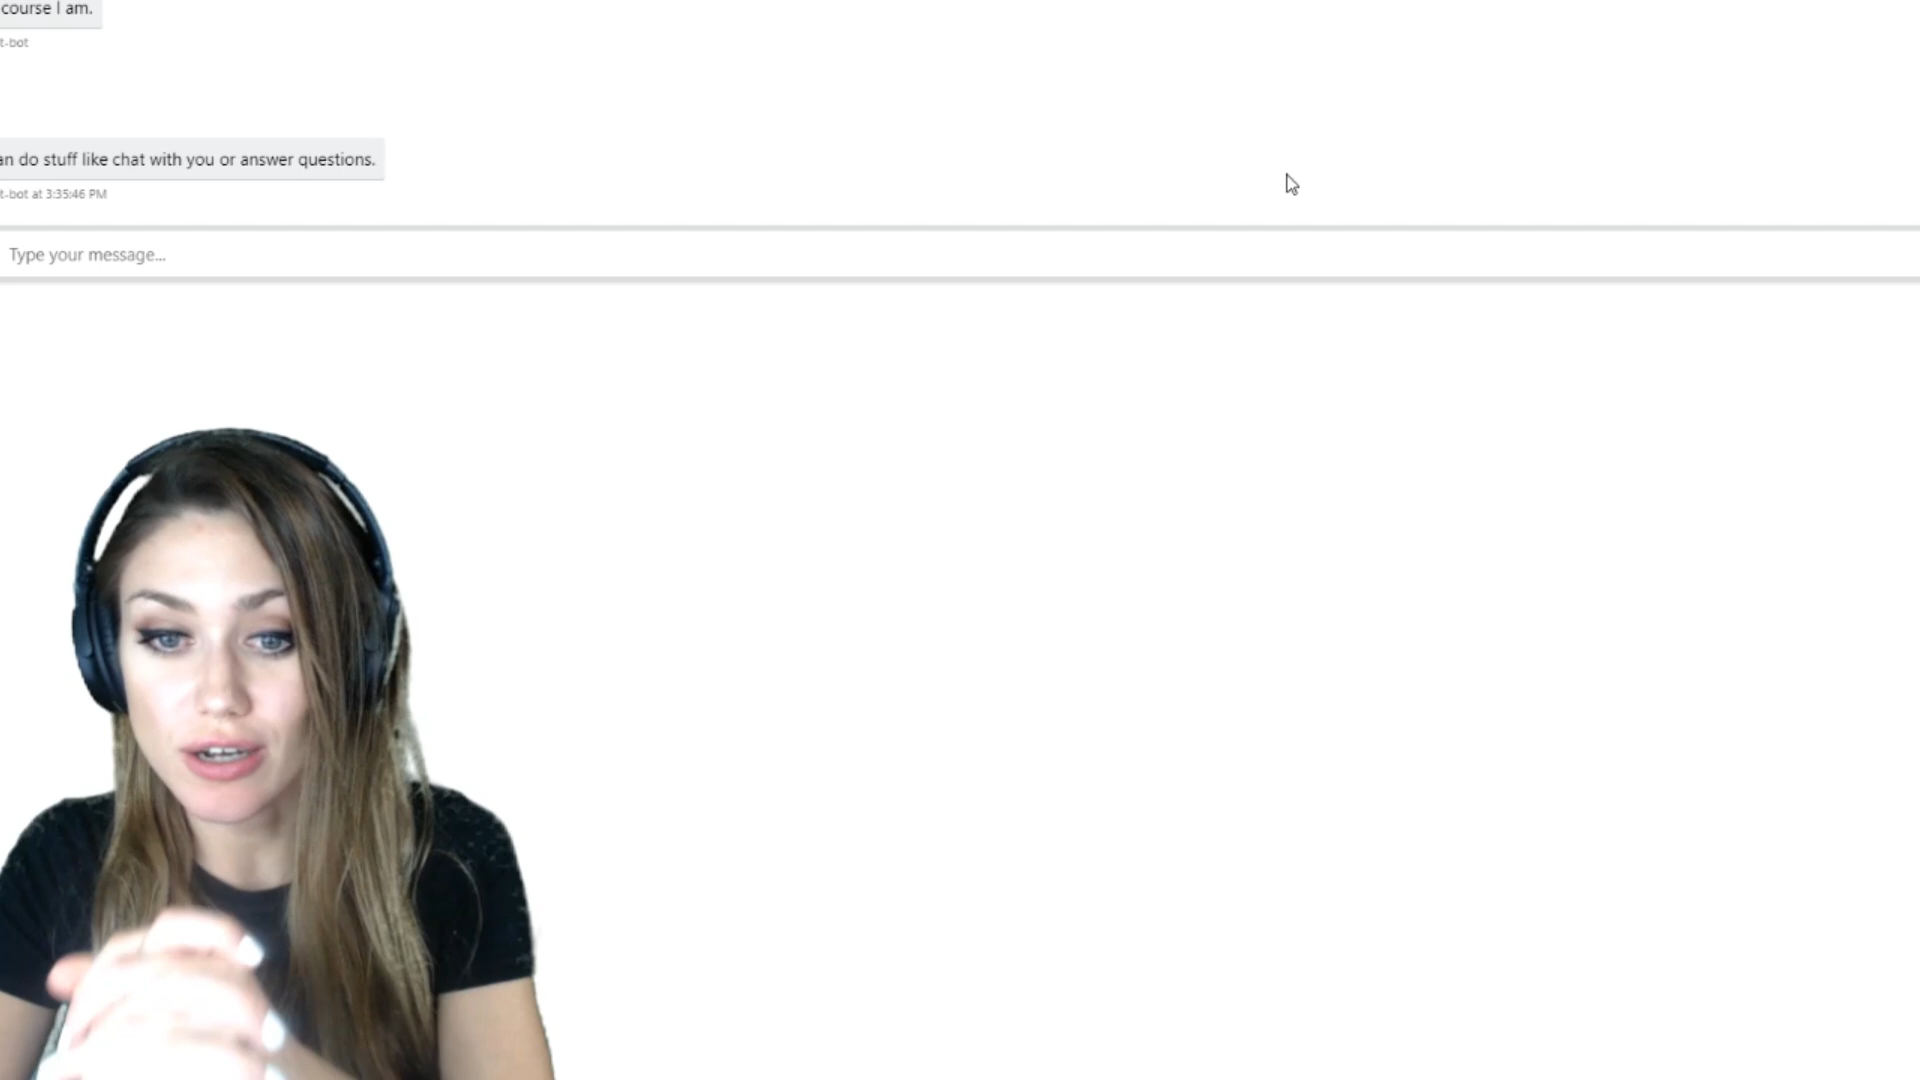 course I am.
t-bot
an do stuff like chat with you or answer questions.
t-bot at 3:35:46 PM
Type your message...